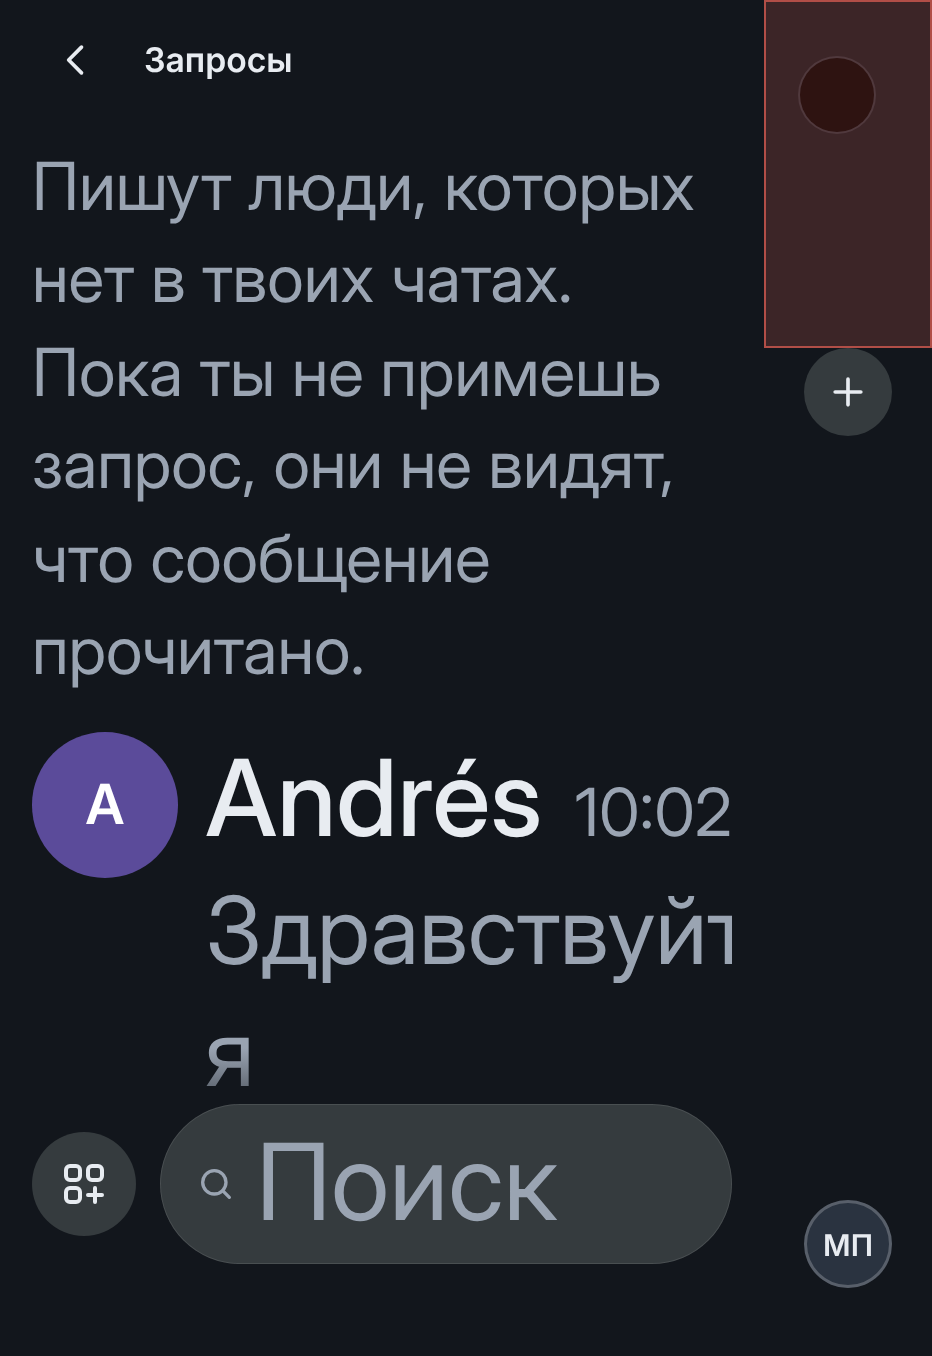 Запросы
Пишут люди, которых
нет в твоих чатах.
Пока ты не примешь
запрос, они не видят,
что сообщение
прочитано.
A
Andrés 10:02
я
Поиск
МП